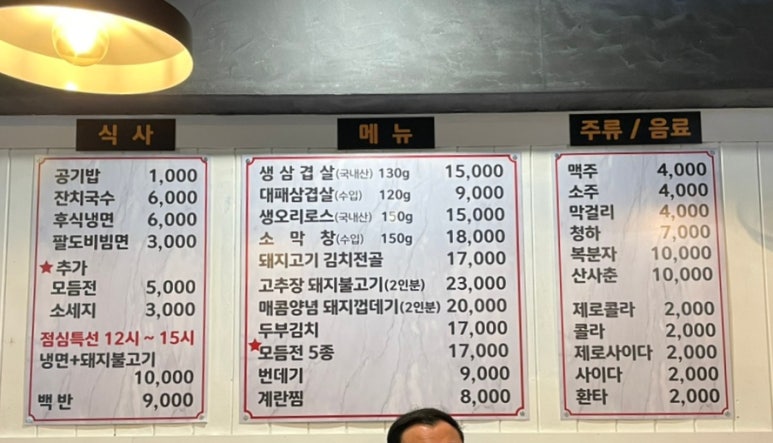 식 사
공기밥 1,000
잔치국수 6,000
후식냉면 6,000
팔도비빔면 3,000
★ 추가
모듬전 5,000
소세지 3,000
점심특선 12시 ~ 15시
냉면+돼지불고기
10,000
백 반 9,000
메 뉴
생 삼 겹 살 (국내산) 130g 15,000
대패삼겹살(수입) 120g 9,000
생오리로스(국내산) 150g 15,000
소 막 창(수입) 150g 18,000
돼지고기 김치전골 17,000
고추장 돼지불고기(2인분) 23,000
매콤양념 돼지껍데기(2인분) 20,000
두부김치 17,000
★ 모듬전 5종 17,000
번데기 9,000
계란찜 8,000
주류 / 음료
맥주 4,000
소주 4,000
막걸리 4,000
청하 7,000
복분자 10,000
산사춘 10,000
제로콜라 2,000
콜라 2,000
제로사이다 2,000
사이다 2,000
환타 2,000